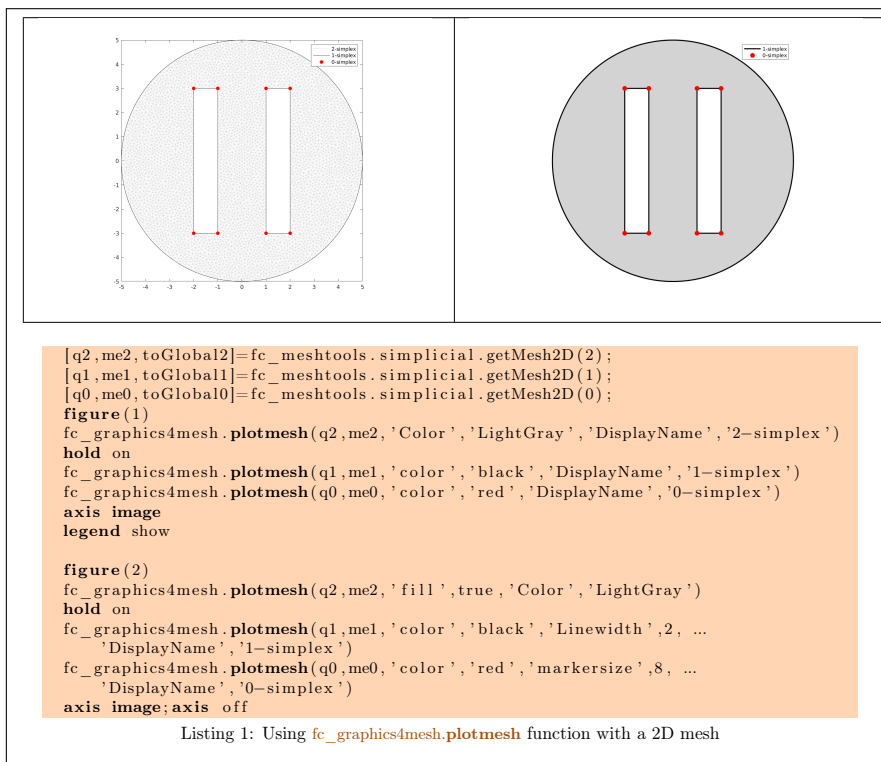 2-simplex
1-simplex
0-simplex
5
4
3
2
1
0
-1
-2
-3
-4
-5
-5 -4 -3 -2 -1 0 1 2 3 4 5
1-simplex
0-simplex
[q2,me2,toGlobal2]=fc_meshtools.simplicial.getMesh2D(2);
[q1,me1,toGlobal1]=fc_meshtools.simplicial.getMesh2D(1);
[q0,me0,toGlobal0]=fc_meshtools.simplicial.getMesh2D(0);
figure(1)
fc_graphics4mesh.plotmesh(q2,me2,'Color','LightGray','DisplayName','2−simplex')
hold on
fc_graphics4mesh.plotmesh(q1,me1,'color','black','DisplayName','1−simplex')
fc_graphics4mesh.plotmesh(q0,me0,'color','red','DisplayName','0−simplex')
axis image
legend show
figure(2)
fc_graphics4mesh.plotmesh(q2,me2,'fill',true,'Color','LightGray')
hold on
fc_graphics4mesh.plotmesh(q1,me1,'color','black','Linewidth',2, ...
'DisplayName','1−simplex')
fc_graphics4mesh.plotmesh(q0,me0,'color','red','markersize',8, ...
'DisplayName','0−simplex')
axis image;axis off
Listing 1: Using fc_graphics4mesh.plotmesh function with a 2D mesh